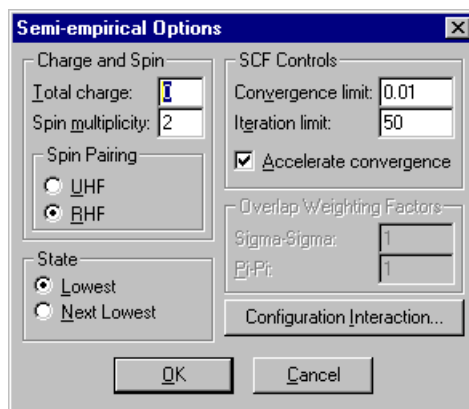 Semi-empirical Options
Charge and Spin
Total charge: 0
Spin multiplicity: 2
Spin Pairing
UHF
RHF
State
Lowest
Next Lowest
SCF Controls
Convergence limit: 0.01
Iteration limit: 50
Accelerate convergence
Overlap Weighting Factors
Sigma-Sigma: 1
Pi-Pi: 1
Configuration Interaction...
OK
Cancel